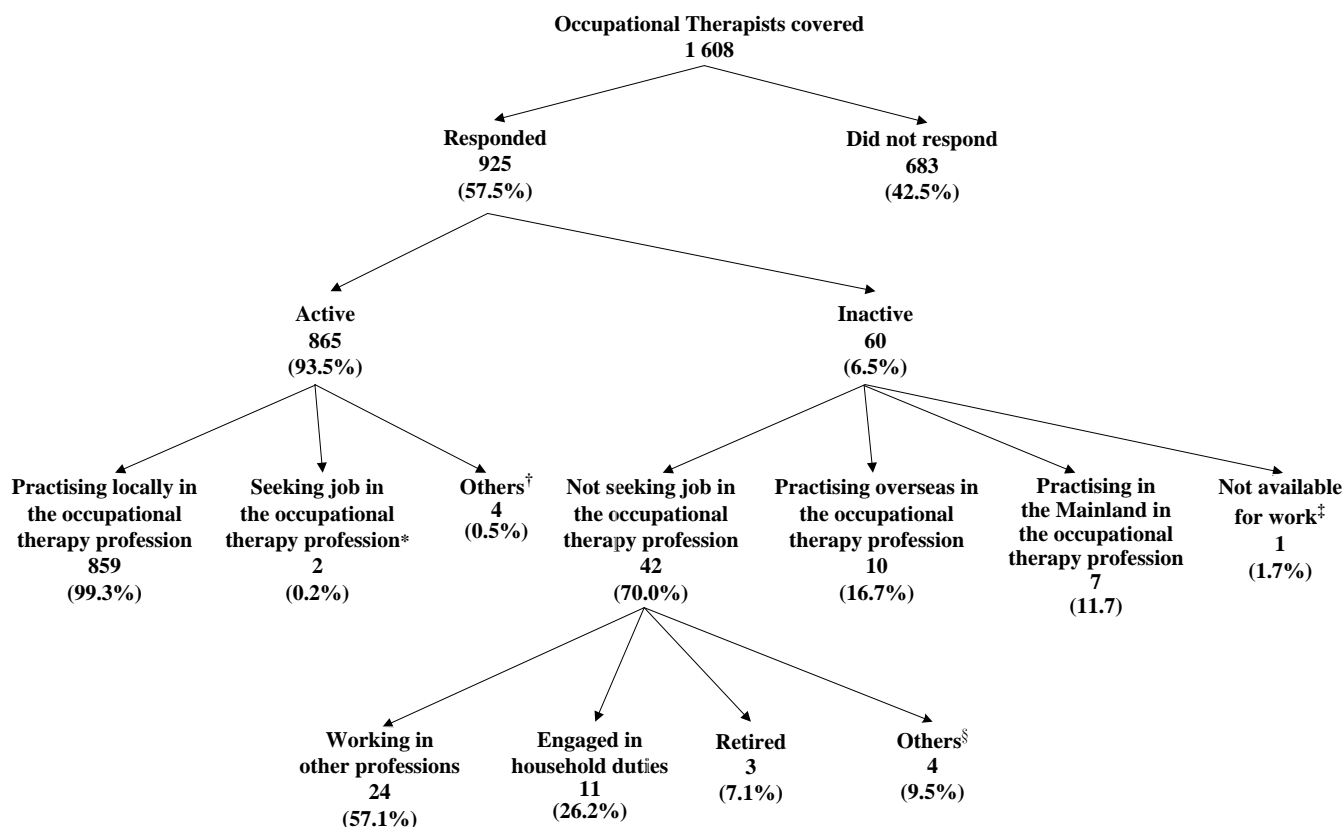 Occupational Therapists covered
1 608
Responded
925
(57.5%)
Did not respond
683
(42.5%)
Active
865
(93.5%)
Inactive
60
(6.5%)
Practising locally in
the occupational
therapy profession
859
(99.3%)
Seeking job in
the occupational
therapy profession*
2
(0.2%)
Others†
4
(0.5%)
Not seeking job in
the occupational
therapy profession
42
(70.0%)
Practising overseas in
the occupational
therapy profession
10
(16.7%)
Practising in
the Mainland in
the occupational
therapy profession
7
(11.7)
Not available
for work‡
1
(1.7%)
Working in
other professions
24
(57.1%)
Engaged in
household duties
11
(26.2%)
Retired
3
(7.1%)
Others§
4
(9.5%)